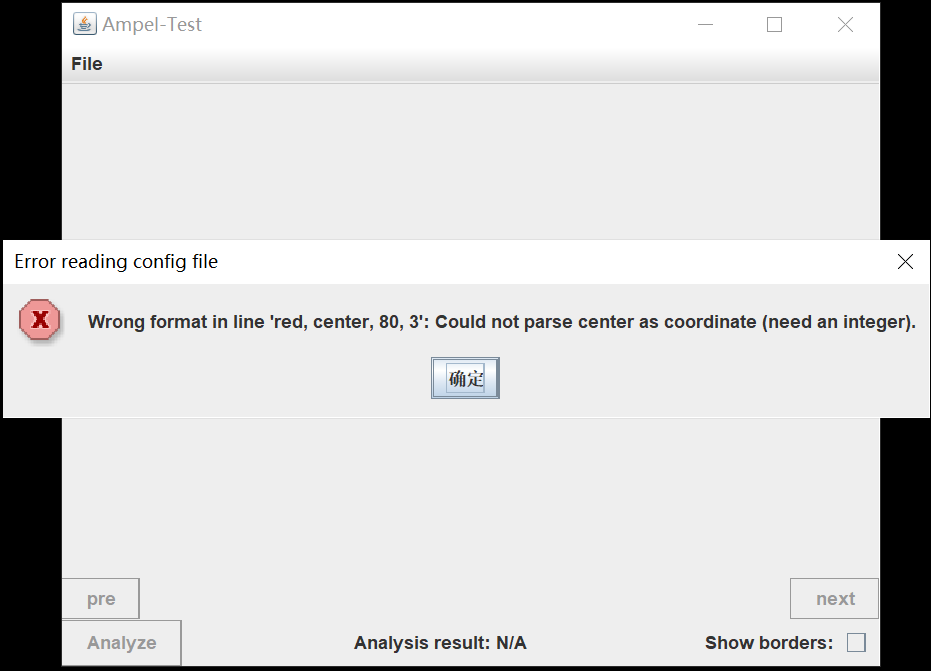 Ampel-Test
File
Error reading config file
Wrong format in line 'red, center, 80, 3': Could not parse center as coordinate (need an integer).
确定
pre
next
Analyze
Analysis result: N/A
Show borders: